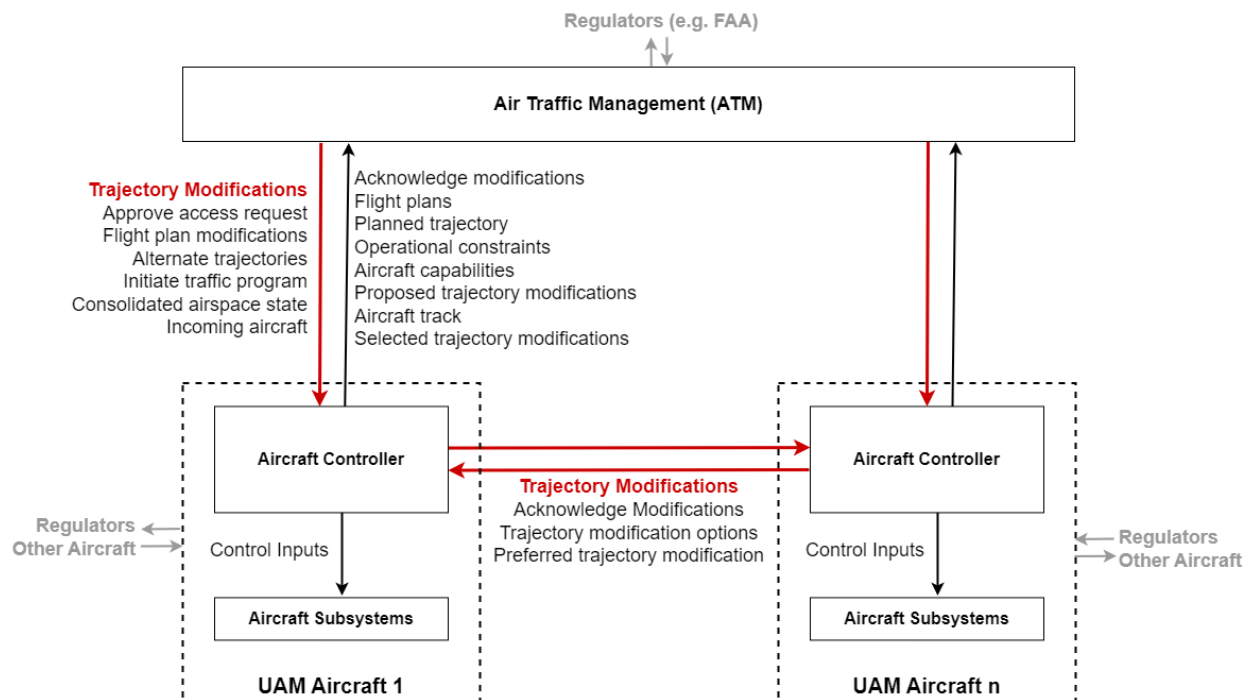 Regulators (e.g. FAA)
Air Traffic Management (ATM)
Trajectory Modifications
Approve access request
Flight plan modifications
Alternate trajectories
Initiate traffic program
Consolidated airspace state
Incoming aircraft
Acknowledge modifications
Flight plans
Planned trajectory
Operational constraints
Aircraft capabilities
Proposed trajectory modifications
Aircraft track
Selected trajectory modifications
Aircraft Controller
Aircraft Controller
Trajectory Modifications
Acknowledge Modifications
Trajectory modification options
Preferred trajectory modification
Regulators
Other Aircraft
Control Inputs
Control Inputs
Regulators
Other Aircraft
Aircraft Subsystems
Aircraft Subsystems
UAM Aircraft 1
UAM Aircraft n